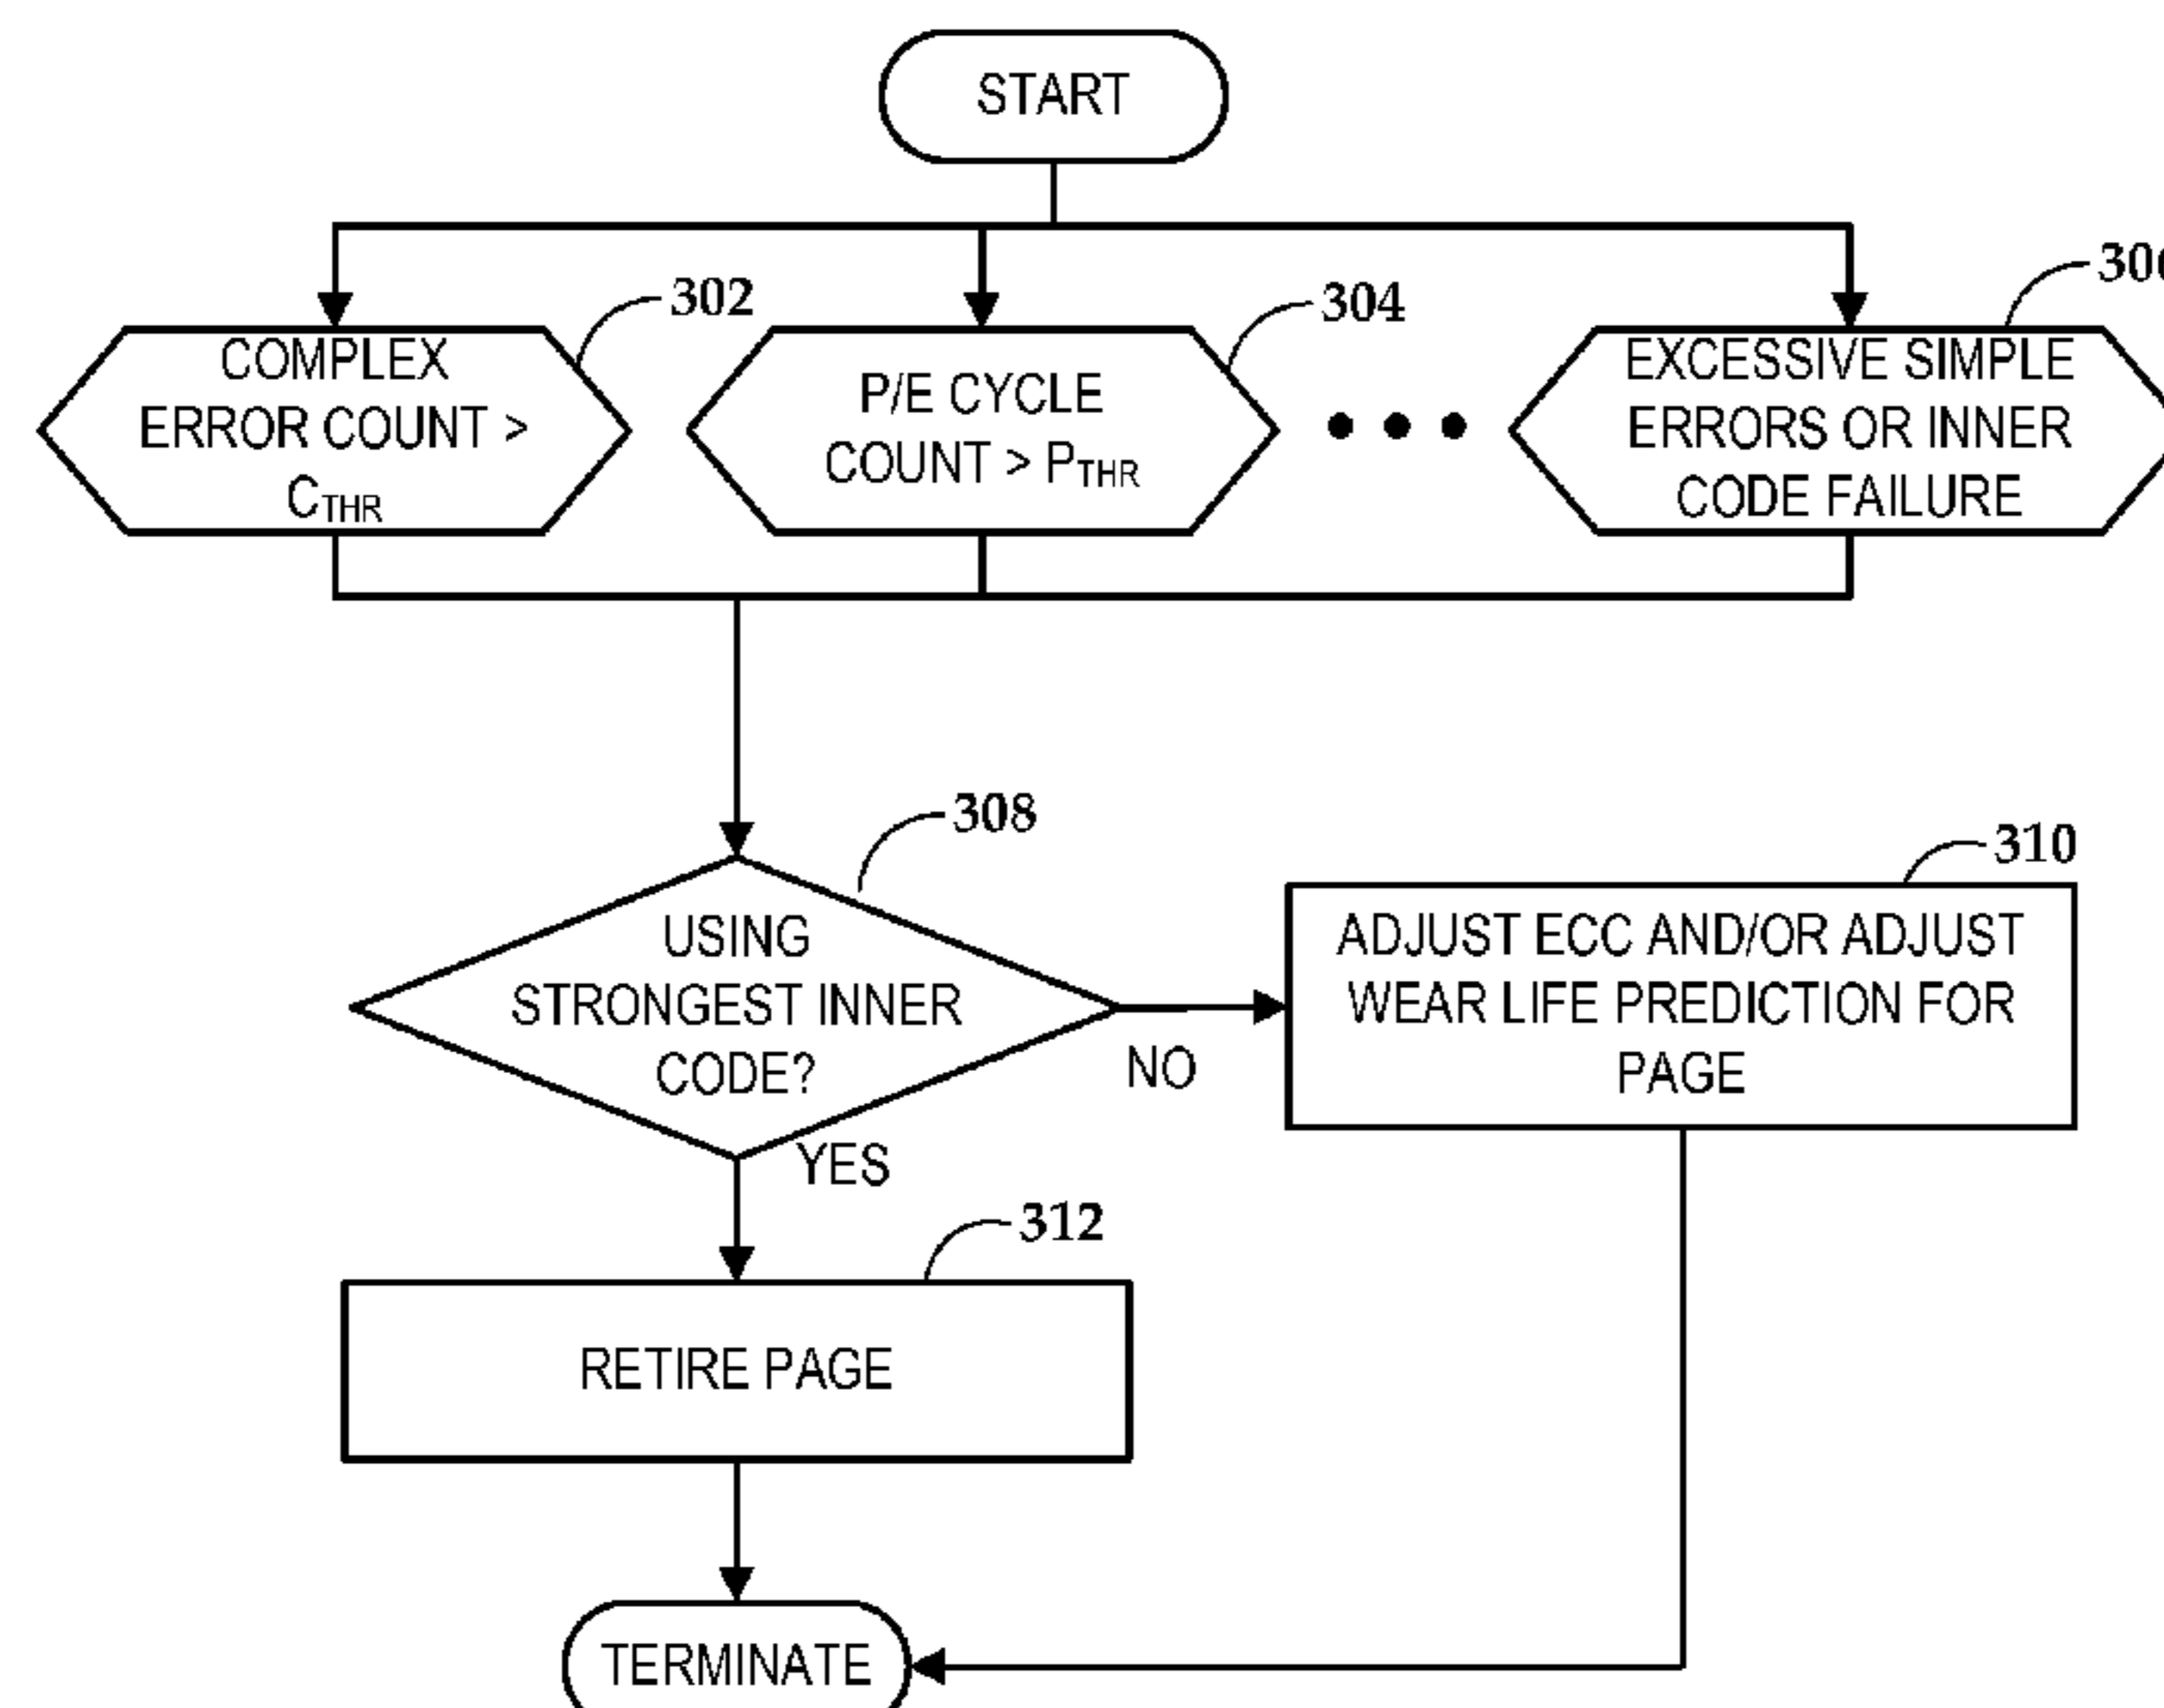 START
302
304
COMPLEX
ERROR COUNT >
CTHR
P/E CYCLE
COUNT > PTHR
EXCESSIVE SIMPLE
ERRORS OR INNER
CODE FAILURE
308
USING
STRONGEST INNER
CODE?
NO
YES
310
ADJUST ECC AND/OR ADJUST
WEAR LIFE PREDICTION FOR
PAGE
312
RETIRE PAGE
TERMINATE